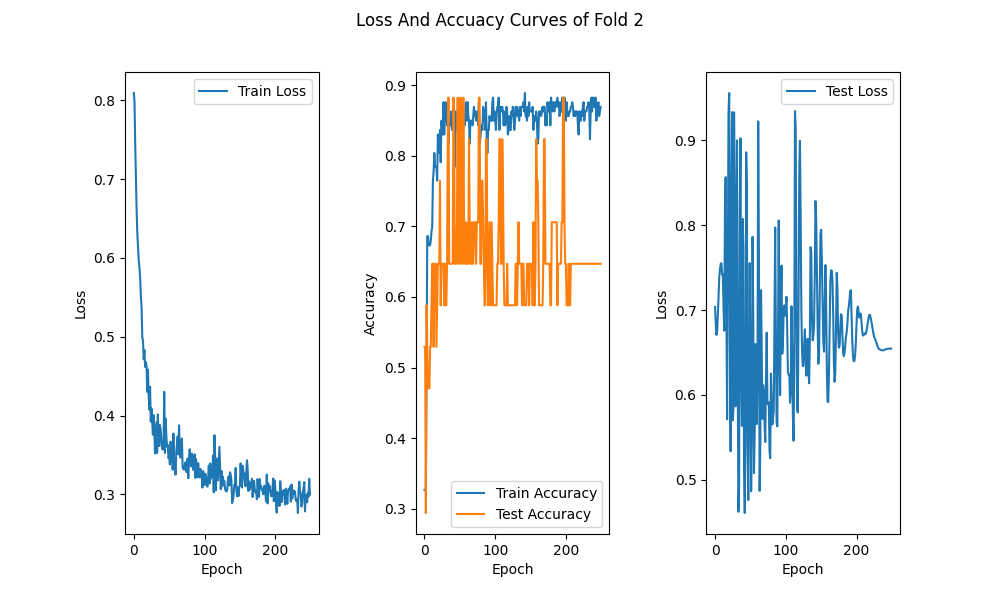 Loss And Accuacy Curves of Fold 2
Train Loss
0.8
0.7
0.6
0.5
0.4
0.3
Loss
0 100 200
Epoch
0.9
0.8
0.7
0.6
0.5
0.4
0.3
Accuracy
Train Accuracy
Test Accuracy
0 100 200
Epoch
Test Loss
0.9
0.8
0.7
0.6
0.5
Loss
0 100 200
Epoch